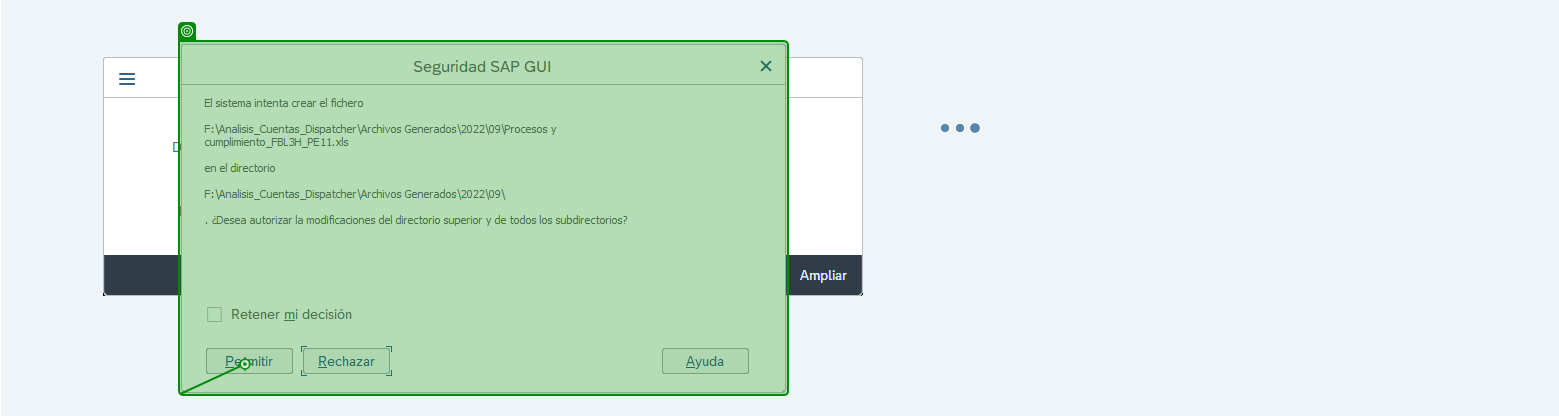 Seguridad SAP GUI
El sistema intenta crear el fichero
F:\Analisis_Cuentas_Dispatcher\Archivos Generados\2022\09\Procesos y
cumplimiento_FBL3H_PE11.xls
en el directorio
F:\Analisis_Cuentas_Dispatcher\Archivos Generados\2022\09\
. ¿Desea autorizar la modificaciones del directorio superior y de todos los subdirectorios?
Ampliar
Retener mi decisión
Permitir Rechazar Ayuda